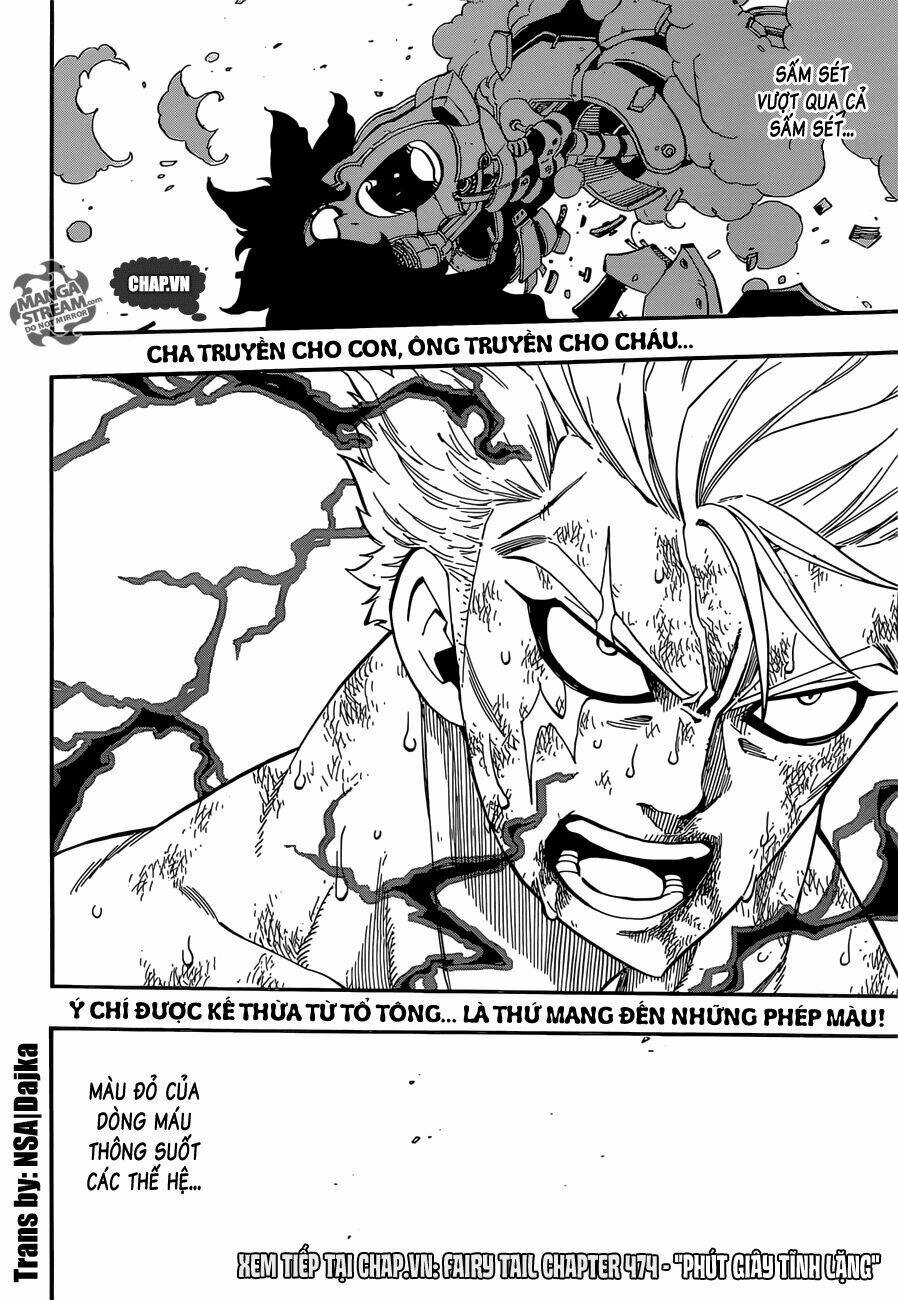 SẤM SÉT
VƯỢT QUA CẢ
SẤM SÉT...
MANGA
STREAM.com
DO NOT MIRROR
CHAP.VN
CHA TRUYỀN CHO CON, ÔNG TRUYỀN CHO CHÁU...
Ý CHÍ ĐƯỢC KẾ THỪA TỪ TỔ TÔNG... LÀ THỨ MANG ĐẾN NHỮNG PHÉP MÀU!
MÀU ĐỎ CỦA
DÒNG MÁU
THÔNG SUỐT
CÁC THẾ HỆ...
Trans by: NSA|Dajka
XEM TIẾP TẠI CHAP.VN: FAIRY TAIL CHAPTER 474 - "PHÚT GIÂY TĨNH LẶNG"